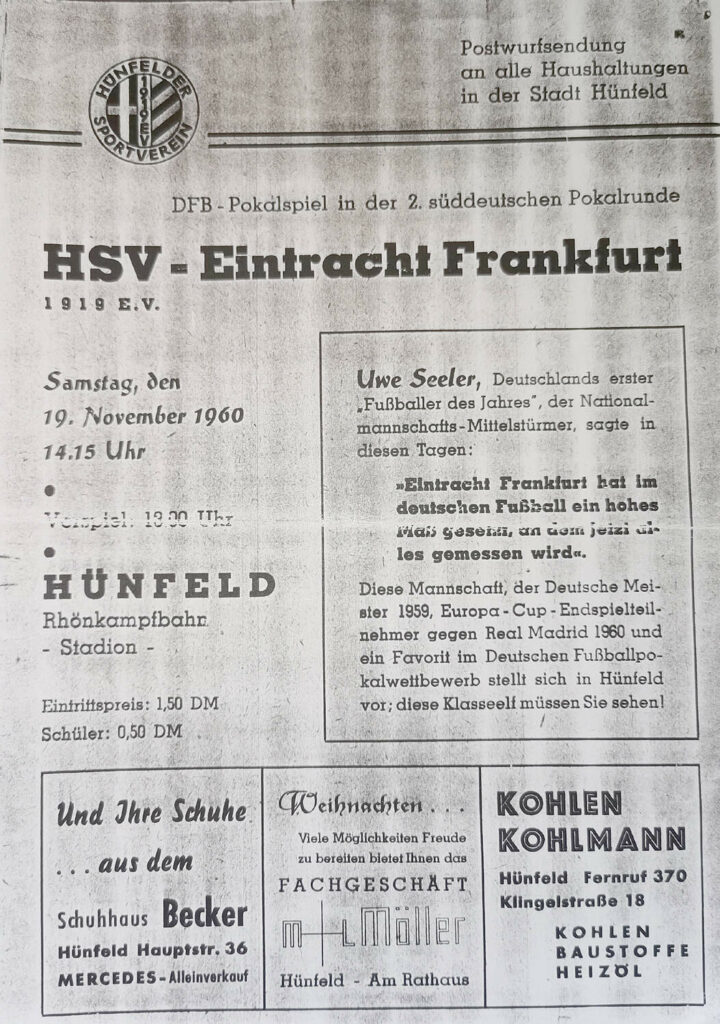 HÜNFELDER
SPORTVEREIN
1919 E.V.
Postwurfsendung
an alle Haushaltungen
in der Stadt Hünfeld
DFB - Pokalspiel in der 2. süddeutschen Pokalrunde
HSV - Eintracht Frankfurt
1919 E.V.
Samstag, den
19. November 1960
14.15 Uhr
Vorspiel:
Uhr
HÜNFELD
Rhönkampfbahn
- Stadion -
Eintrittspreis: 1,50 DM
Schüler: 0,50 DM
Uwe Seeler, Deutschlands erster
„Fußballer des Jahres", der National-
mannschafts-Mittelstürmer, sagte in
diesen Tagen:
»Eintracht Frankfurt hat im
deutschen Fußball ein hohes
Maß gesetzt, an dem jetzt al-
les gemessen wird«.
Diese Mannschaft, der Deutsche Mei-
ster 1959, Europa-Cup-Endspielteil-
nehmer gegen Real Madrid 1960 und
ein Favorit im Deutschen Fußballpo-
kalwettbewerb stellt sich in Hünfeld
vor; diese Klasseelf müssen Sie sehen!
Und Ihre Schuhe
... aus dem
Schuhhaus Becker
Hünfeld Hauptstr. 36
MERCEDES-Alleinverkauf
Weihnachten . . .
Viele Möglichkeiten Freude
zu bereiten bietet Ihnen das
FACHGESCHÄFT
m+l Möller
Hünfeld - Am Rathaus
KOHLEN
KOHLMANN
Hünfeld Fernruf 370
Klingelstraße 18
KOHLEN
BAUSTOFFE
HEIZÖL